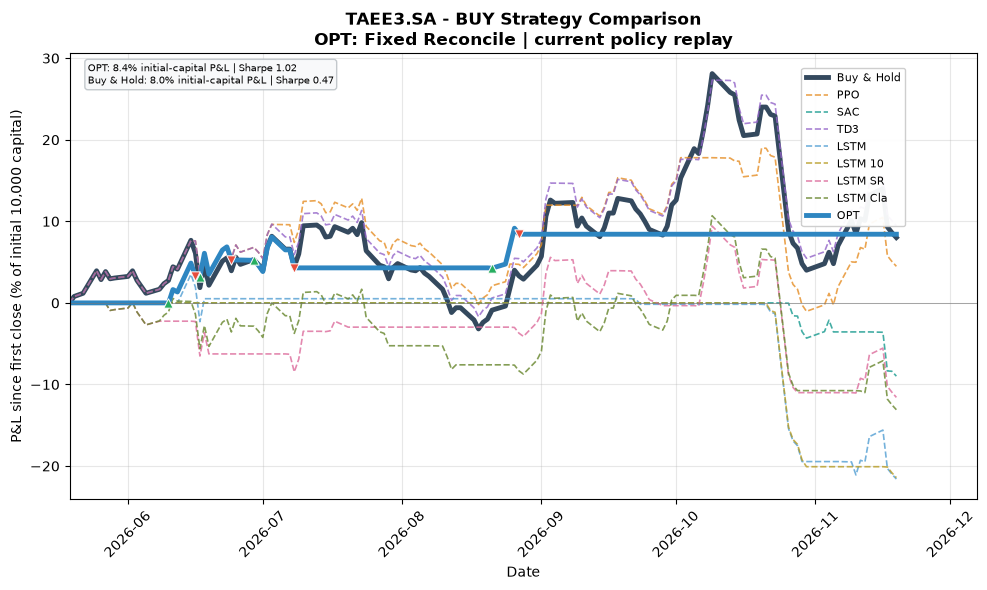 TAEE3.SA - BUY Strategy Comparison
OPT: Fixed Reconcile | current policy replay
OPT: 8.4% initial-capital P&L | Sharpe 1.02
Buy & Hold: 8.0% initial-capital P&L | Sharpe 0.47
Buy & Hold
PPO
SAC
TD3
LSTM
LSTM 10
LSTM SR
LSTM Cla
OPT
P&L since first close (% of initial 10,000 capital)
30
20
10
0
−10
−20
2026-06
2026-07
2026-08
2026-09
2026-10
2026-11
2026-12
Date